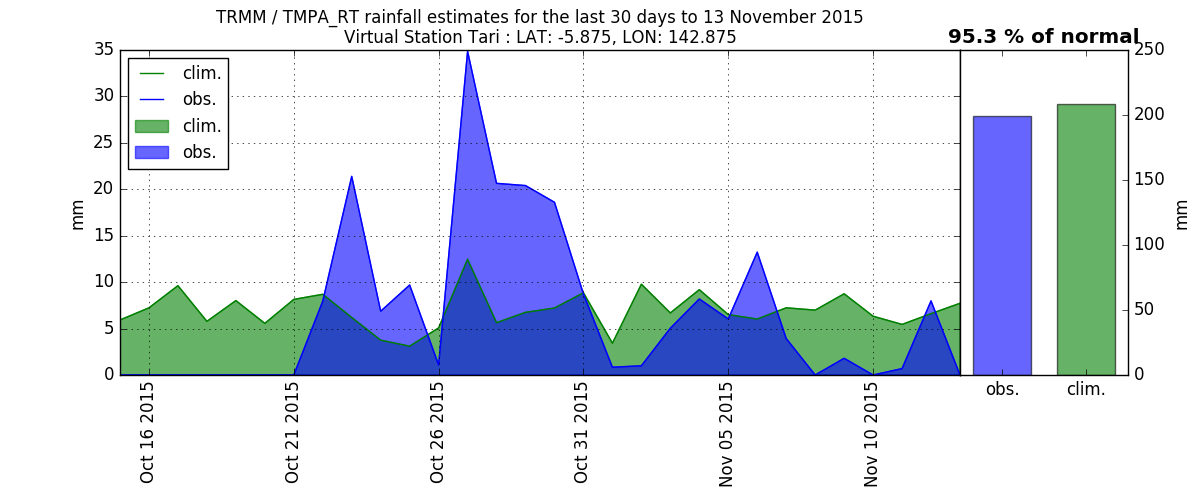 TRMM / TMPA_RT rainfall estimates for the last 30 days to 13 November 2015
Virtual Station Tari : LAT: -5.875, LON: 142.875
95.3 % of normal
35
30
25
20
15
10
5
0
mm
clim.
obs.
clim.
obs.
Oct 16 2015
Oct 21 2015
Oct 26 2015
Oct 31 2015
Nov 05 2015
Nov 10 2015
250
200
150
100
50
0
mm
obs.
clim.